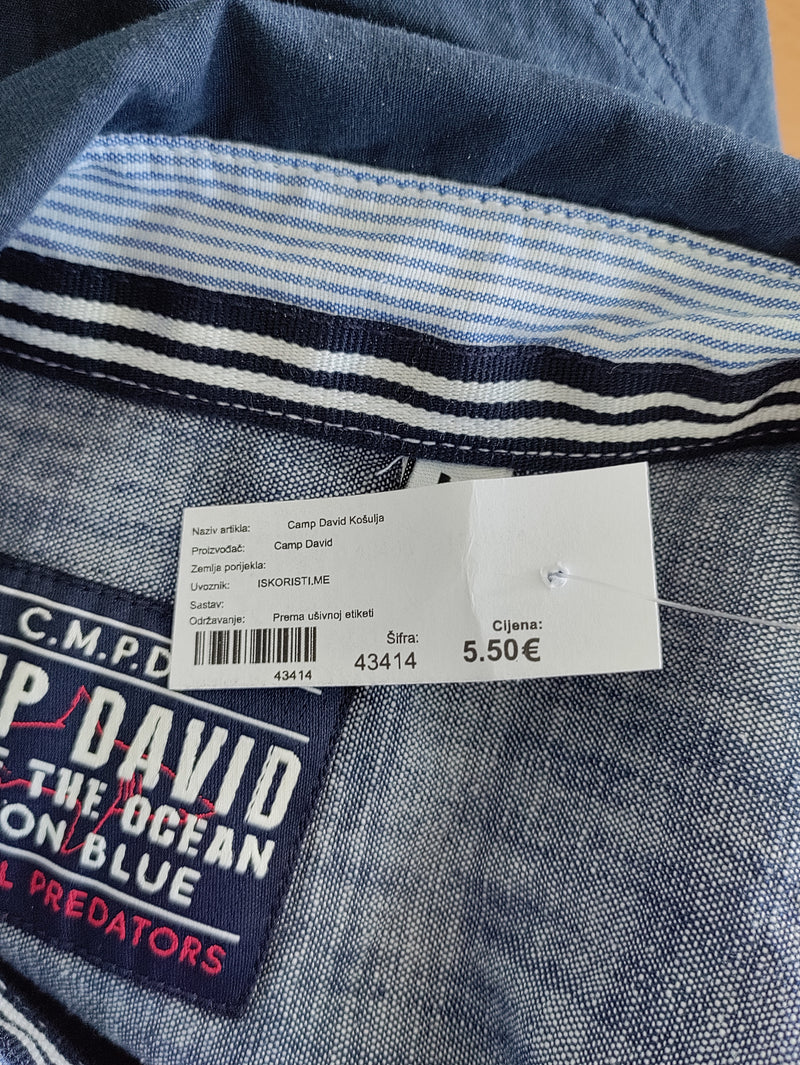 Naziv artikla: Camp David Košulja
Proizvođač: Camp David
Zemlja porijekla:
Uvoznik: ISKORISTI.ME
Sastav:
Održavanje: Prema ušivnoj etiketi
43414
Šifra:
43414
Cijena:
5.50€
C.M.P.D
DAVID
THE OCEAN
ON BLUE
PREDATORS